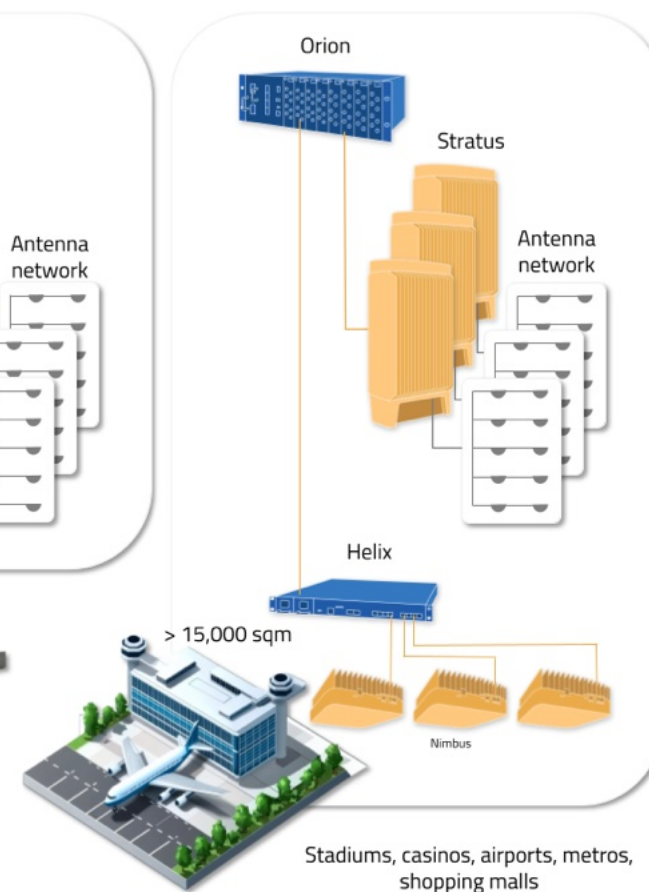 Orion
Stratus
Antenna
network
Antenna
network
Helix
> 15,000 sqm
Nimbus
Stadiums, casinos, airports, metros,
shopping malls